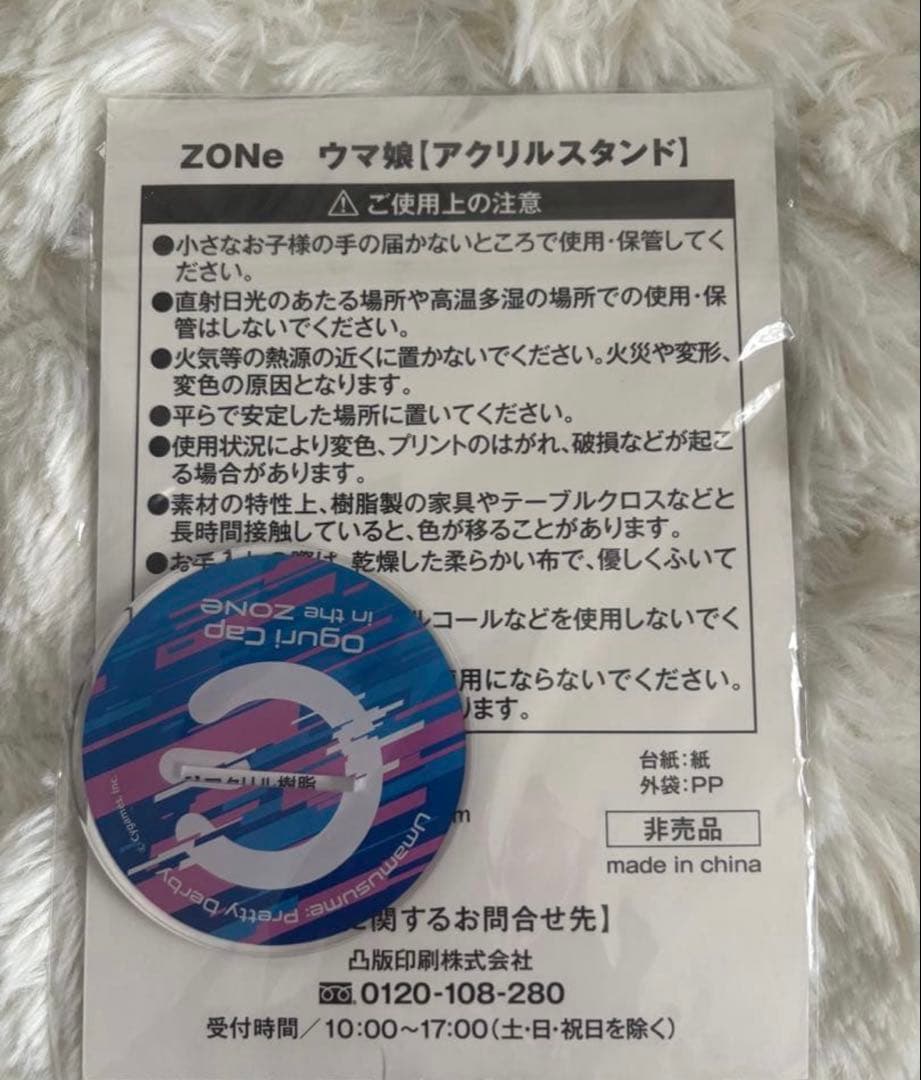 ZONe ウマ娘【アクリルスタンド】
ご使用上の注意
●小さなお子様の手の届かないところで使用・保管してく
ださい。
●直射日光のあたる場所や高温多湿の場所での使用・保
管はしないでください。
●火気等の熱源の近くに置かないでください。火災や変形、
変色の原因となります。
●平らで安定した場所に置いてください。
●使用状況により変色、プリントのはがれ、破損などが起こ
る場合があります。
●素材の特性上、樹脂製の家具やテーブルクロスなどと
長時間接触していると、色が移ることがあります。
●お手入れの際は、乾燥した柔らかい布で、優しくふいて
ルコールなどを使用しないでく
用にならないでください。
ります。
Oguri Cap
in the ZONe
アクリル樹脂
Umamusume: Pretty Derby
© Cygames, Inc.
m
台紙:紙
外袋:PP
非売品
made in china
関するお問合せ先】
凸版印刷株式会社
0120-108-280
受付時間/10:00～17:00(土・日・祝日を除く)